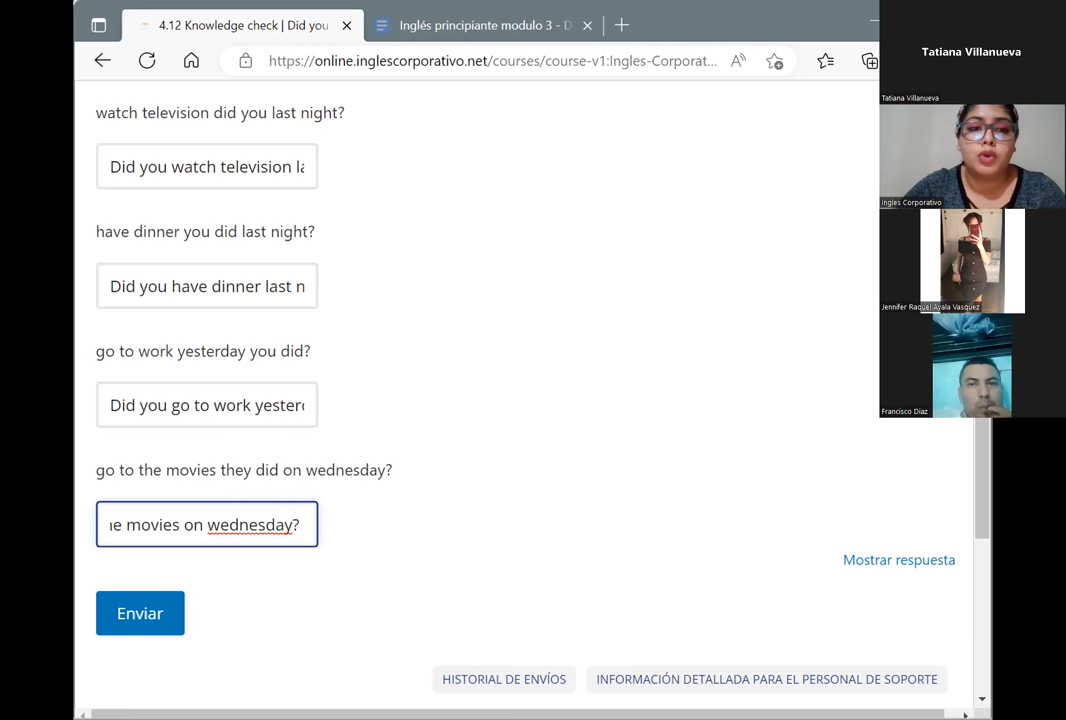 4.12 Knowledge check | Did you
Inglés principiante modulo 3 - D
https://online.inglescorporativo.net/courses/course-v1:Ingles-Corporat...
Tatiana Villanueva
Tatiana Villanueva
Ingles Corporativo
Jennifer Raquel Ayala Vasquez
Francisco Diaz
watch television did you last night?
Did you watch television la
have dinner you did last night?
Did you have dinner last n
go to work yesterday you did?
Did you go to work yester
go to the movies they did on wednesday?
he movies on wednesday?
Mostrar respuesta
Enviar
HISTORIAL DE ENVÍOS
INFORMACIÓN DETALLADA PARA EL PERSONAL DE SOPORTE